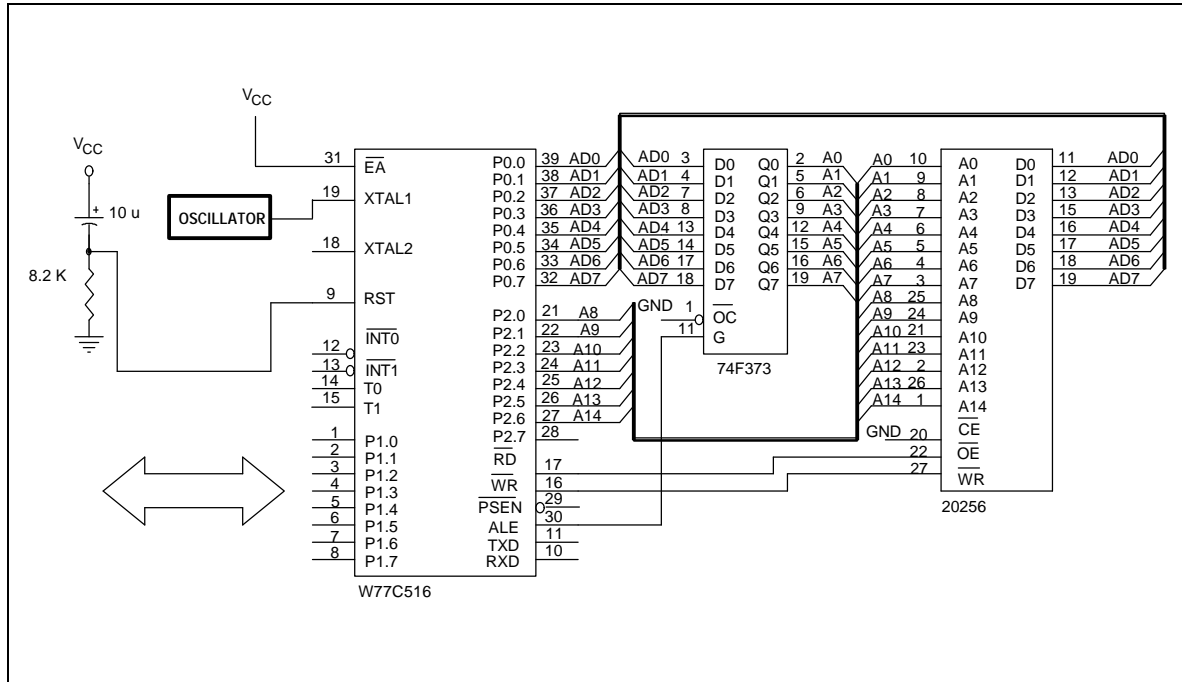 VCC
VCC
10 u
8.2 K
OSCILLATOR
31 EA
19 XTAL1
18 XTAL2
9 RST
12 INT0
13 INT1
14 T0
15 T1
1 P1.0
2 P1.1
3 P1.2
4 P1.3
5 P1.4
6 P1.5
7 P1.6
8 P1.7
P0.0 39 AD0
P0.1 38 AD1
P0.2 37 AD2
P0.3 36 AD3
P0.4 35 AD4
P0.5 34 AD5
P0.6 33 AD6
P0.7 32 AD7
P2.0 21 A8
P2.1 22 A9
P2.2 23 A10
P2.3 24 A11
P2.4 25 A12
P2.5 26 A13
P2.6 27 A14
P2.7 28
RD 17
WR 16
PSEN 29
ALE 30
TXD 11
RXD 10
W77C516
AD0 3 D0 Q0 2 A0
AD1 4 D1 Q1 5 A1
AD2 7 D2 Q2 6 A2
AD3 8 D3 Q3 9 A3
AD4 13 D4 Q4 12 A4
AD5 14 D5 Q5 15 A5
AD6 17 D6 Q6 16 A6
AD7 18 D7 Q7 19 A7
GND 1 OC
11 G
74F373
A0 10 A0 D0 11 AD0
A1 9 A1 D1 12 AD1
A2 8 A2 D2 13 AD2
A3 7 A3 D3 15 AD3
A4 6 A4 D4 16 AD4
A5 5 A5 D5 17 AD5
A6 4 A6 D6 18 AD6
A7 3 A7 D7 19 AD7
A8 25 A8
A9 24 A9
A10 21 A10
A11 23 A11
A12 2 A12
A13 26 A13
A14 1 A14
GND 20 CE
22 OE
27 WR
20256